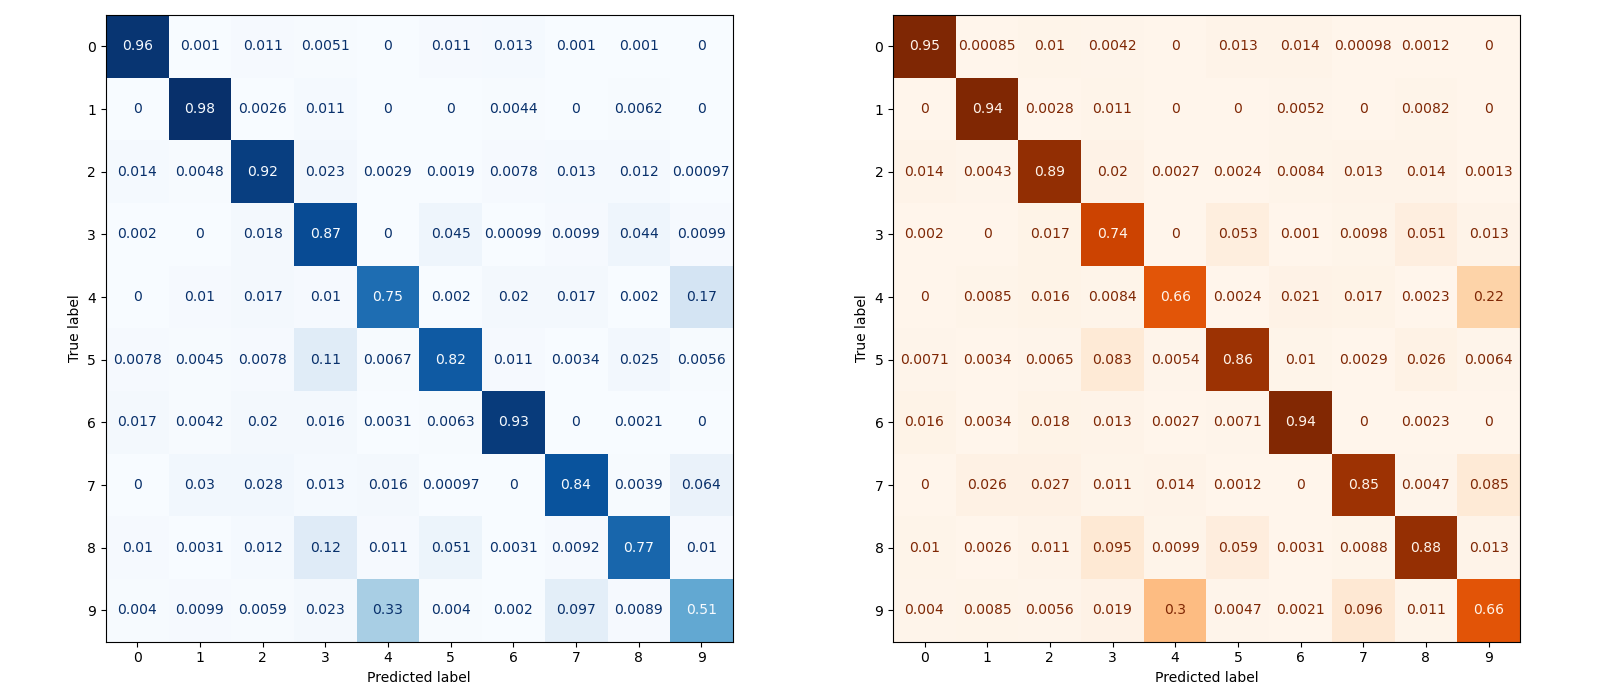 True label
0 0.96 0.001 0.011 0.0051 0 0.011 0.013 0.001 0.001 0
1 0 0.98 0.0026 0.011 0 0 0.0044 0 0.0062 0
2 0.014 0.0048 0.92 0.023 0.0029 0.0019 0.0078 0.013 0.012 0.00097
3 0.002 0 0.018 0.87 0 0.045 0.00099 0.0099 0.044 0.0099
4 0 0.01 0.017 0.01 0.75 0.002 0.02 0.017 0.002 0.17
5 0.0078 0.0045 0.0078 0.11 0.0067 0.82 0.011 0.0034 0.025 0.0056
6 0.017 0.0042 0.02 0.016 0.0031 0.0063 0.93 0 0.0021 0
7 0 0.03 0.028 0.013 0.016 0.00097 0 0.84 0.0039 0.064
8 0.01 0.0031 0.012 0.12 0.011 0.051 0.0031 0.0092 0.77 0.01
9 0.004 0.0099 0.0059 0.023 0.33 0.004 0.002 0.097 0.0089 0.51
0 1 2 3 4 5 6 7 8 9
Predicted label
True label
0 0.95 0.00085 0.01 0.0042 0 0.013 0.014 0.00098 0.0012 0
1 0 0.94 0.0028 0.011 0 0 0.0052 0 0.0082 0
2 0.014 0.0043 0.89 0.02 0.0027 0.0024 0.0084 0.013 0.014 0.0013
3 0.002 0 0.017 0.74 0 0.053 0.001 0.0098 0.051 0.013
4 0 0.0085 0.016 0.0084 0.66 0.0024 0.021 0.017 0.0023 0.22
5 0.0071 0.0034 0.0065 0.083 0.0054 0.86 0.01 0.0029 0.026 0.0064
6 0.016 0.0034 0.018 0.013 0.0027 0.0071 0.94 0 0.0023 0
7 0 0.026 0.027 0.011 0.014 0.0012 0 0.85 0.0047 0.085
8 0.01 0.0026 0.011 0.095 0.0099 0.059 0.0031 0.0088 0.88 0.013
9 0.004 0.0085 0.0056 0.019 0.3 0.0047 0.0021 0.096 0.011 0.66
0 1 2 3 4 5 6 7 8 9
Predicted label